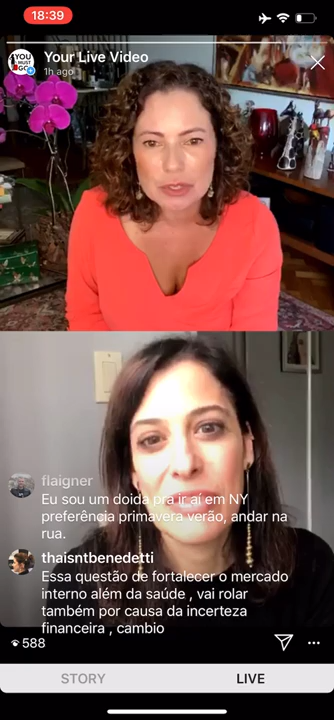 18:39
YOU
MUST
GO
Your Live Video
1h ago
flaigner
Eu sou um doida pra ir aí em NY
preferência primavera verão, andar na
rua.
thaisntbenedetti
Essa questão de fortalecer o mercado
interno além da saúde , vai rolar
também por causa da incerteza
financeira , cambio
588
STORY
LIVE